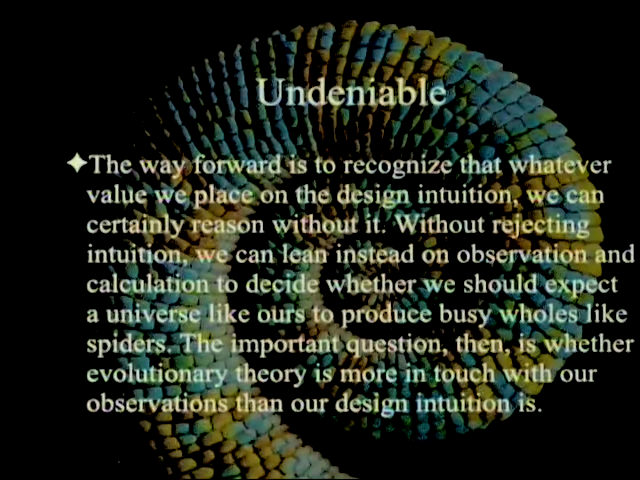 Undeniable
The way forward is to recognize that whatever
value we place on the design intuition, we can
certainly reason without it. Without rejecting
intuition, we can lean instead on observation and
calculation to decide whether we should expect
a universe like ours to produce busy wholes like
spiders. The important question, then, is whether
evolutionary theory is more in touch with our
observations than our design intuition is.